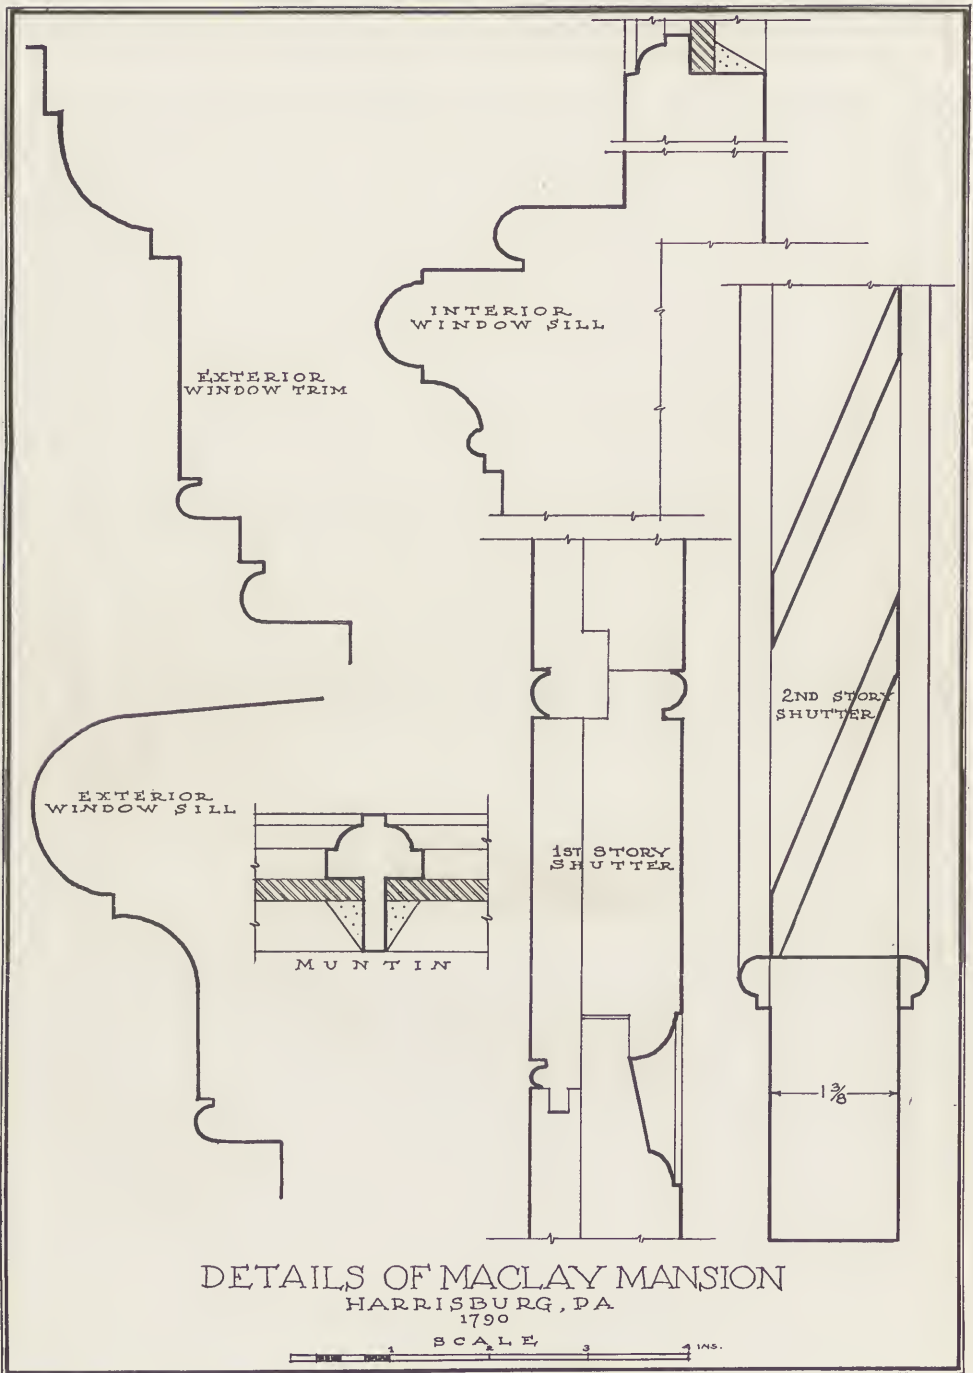 INTERIOR
WINDOW SILL
EXTERIOR
WINDOW TRIM
2ND STORY
SHUTTER
EXTERIOR
WINDOW SILL
1ST STORY
SHUTTER
MUNTIN
1 3/8
DETAILS OF MACLAY MANSION
HARRISBURG, PA
1790
SCALE
1 2 3 4 INS.